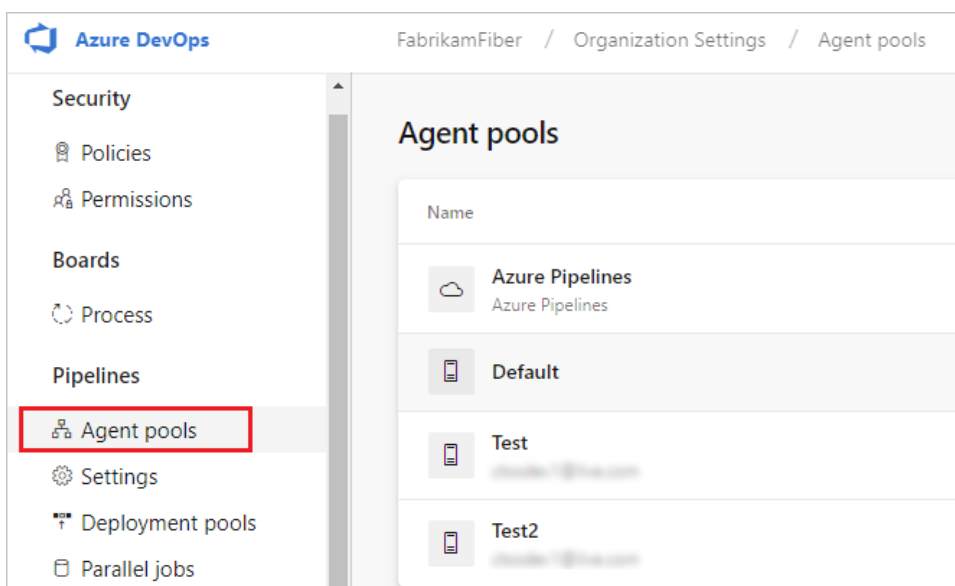 Azure DevOps
FabrikamFiber / Organization Settings / Agent pools
Security
Policies
Permissions
Boards
Process
Pipelines
Agent pools
Settings
Deployment pools
Parallel jobs
Agent pools
Name
Azure Pipelines
Azure Pipelines
Default
Test
Test2